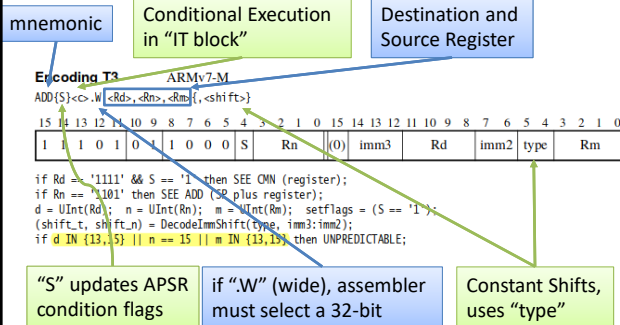 mnemonic
Conditional Execution
in “IT block”
Destination and
Source Register
Encoding T3 ARMv7-M
ADD{S}<c>.W <Rd>,<Rn>,<Rm>{,<shift>}
15 14 13 12 11 10 9 8 7 6 5 4 3 2 1 0 15 14 13 12 11 10 9 8 7 6 5 4 3 2 1 0
1 1 1 0 1 0 1 1 0 0 0 S Rn (0) imm3 Rd imm2 type Rm
if Rd == '1111' && S == '1' then SEE CMN (register);
if Rn == '1101' then SEE ADD (SP plus register);
d = UInt(Rd); n = UInt(Rn); m = UInt(Rm); setflags = (S == '1');
(shift_t, shift_n) = DecodeImmShift(type, imm3:imm2);
if d IN {13,15} || n == 15 || m IN {13,15} then UNPREDICTABLE;
“S” updates APSR
condition flags
if “.W” (wide), assembler
must select a 32-bit
Constant Shifts,
uses “type”